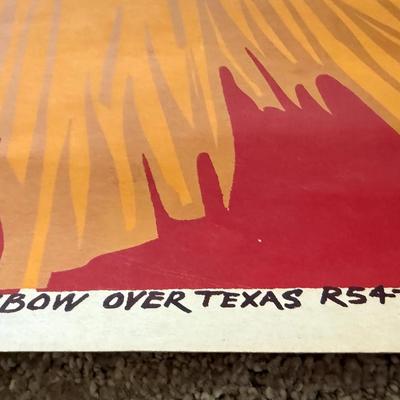 BOW OVER TEXAS R54-